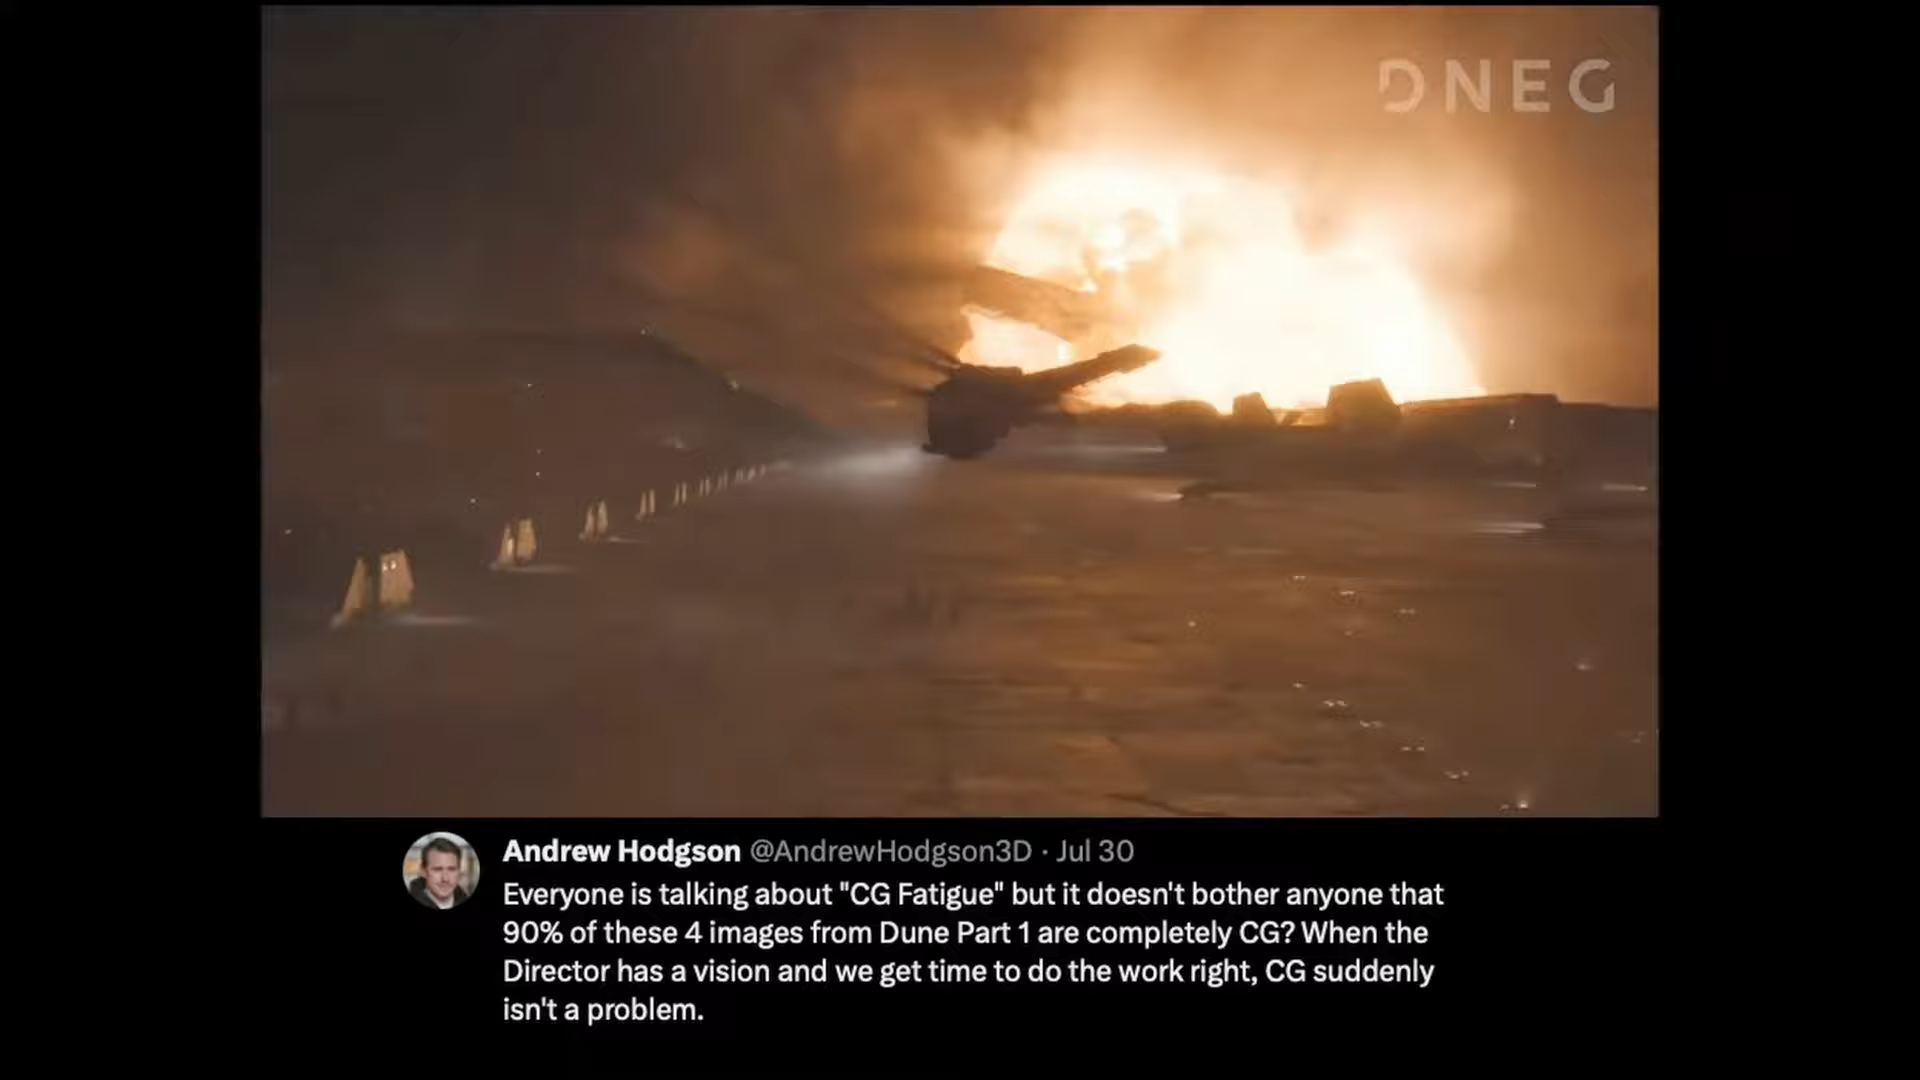 DNEG
Andrew Hodgson @AndrewHodgson3D · Jul 30
Everyone is talking about "CG Fatigue" but it doesn't bother anyone that
90% of these 4 images from Dune Part 1 are completely CG? When the
Director has a vision and we get time to do the work right, CG suddenly
isn't a problem.